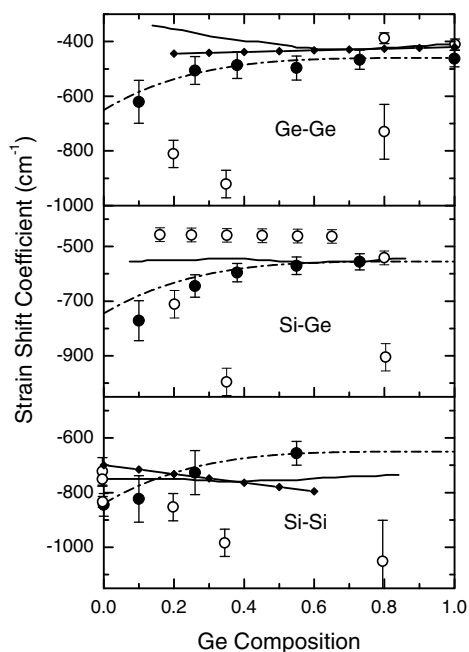 -400
-600
-800
-1000
Ge-Ge
-500
-700
-900
Si-Ge
-600
-800
-1000
Si-Si
0.0 0.2 0.4 0.6 0.8 1.0
Ge Composition
Strain Shift Coefficient (cm⁻¹)